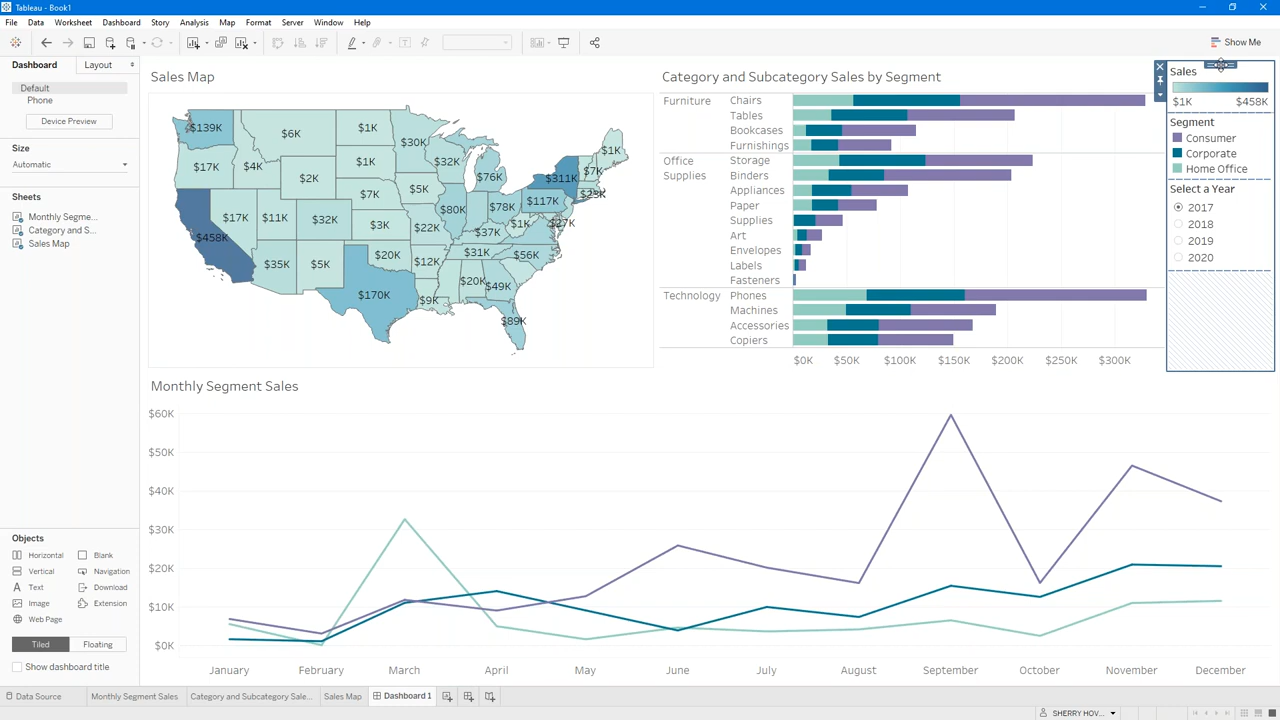 Tableau - Book1
File Data Worksheet Dashboard Story Analysis Map Format Server Window Help
Show Me
Dashboard Layout
Default
Phone
Device Preview
Size
Automatic
Sheets
Monthly Segme...
Category and S...
Sales Map
Objects
Horizontal Blank
Vertical Navigation
Text Download
Image Extension
Web Page
Tiled Floating
Show dashboard title
Sales Map
$139K
$6K
$1K
$30K
$1K
$17K
$4K
$1K
$32K
$76K
$311K
$7K
$2K
$23K
$7K
$5K
$117K
$17K
$11K
$32K
$80K
$78K
$1K
$27K
$458K
$3K
$22K
$37K
$35K
$5K
$20K
$12K
$31K
$56K
$170K
$9K
$20K
$49K
$89K
Category and Subcategory Sales by Segment
Furniture Chairs
Tables
Bookcases
Furnishings
Office Storage
Supplies Binders
Appliances
Paper
Supplies
Art
Envelopes
Labels
Fasteners
Technology Phones
Machines
Accessories
Copiers
$0K $50K $100K $150K $200K $250K $300K
Sales
$1K $458K
Segment
Consumer
Corporate
Home Office
Select a Year
2017
2018
2019
2020
Monthly Segment Sales
$60K
$50K
$40K
$30K
$20K
$10K
$0K
January February March April May June July August September October November December
Data Source Monthly Segment Sales Category and Subcategory Sale... Sales Map Dashboard 1
SHERRY HOV...